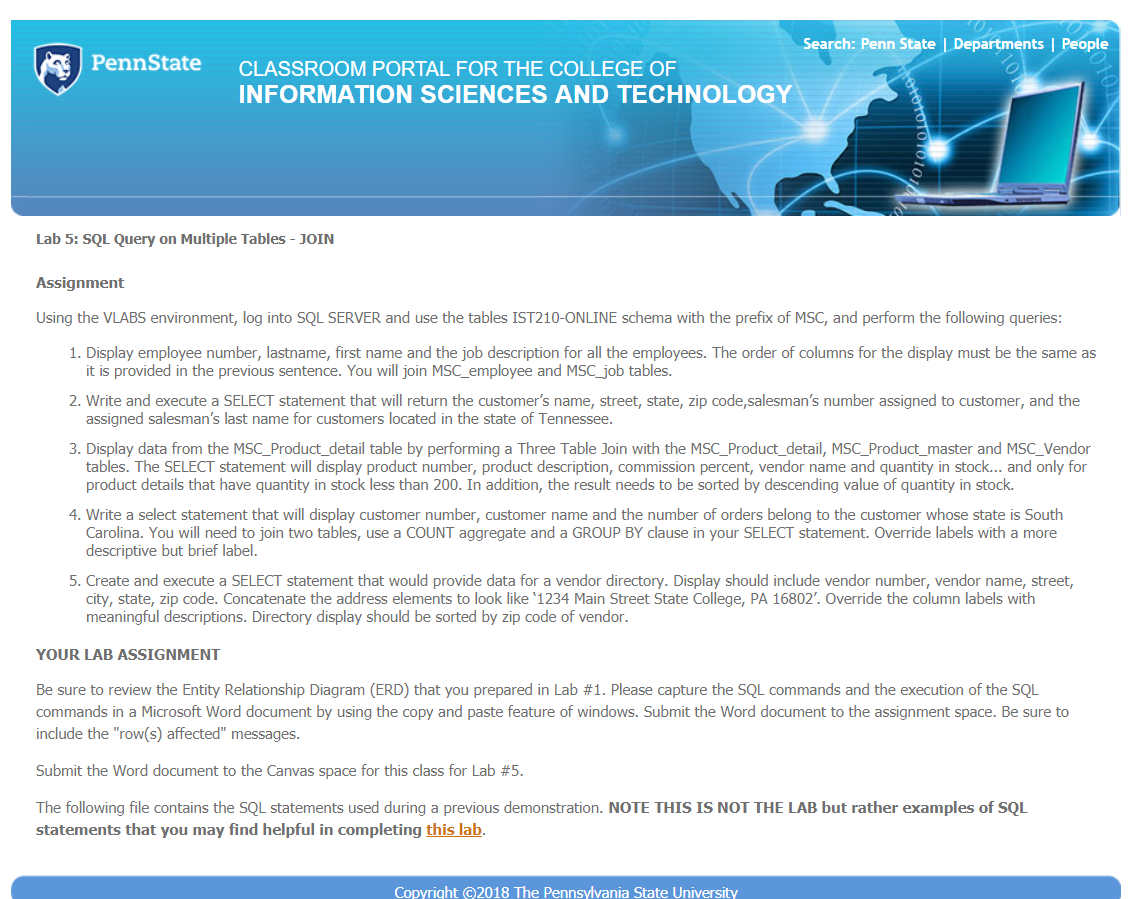 Search: Penn State | Departments | People
PennState
CLASSROOM PORTAL FOR THE COLLEGE OF
INFORMATION SCIENCES AND TECHNOLOGY
Lab 5: SQL Query on Multiple Tables - JOIN
Assignment
Using the VLABS environment, log into SQL SERVER and use the tables IST210-ONLINE schema with the prefix of MSC, and perform the following queries:
1. Display employee number, lastname, first name and the job description for all the employees. The order of columns for the display must be the same as
it is provided in the previous sentence. You will join MSC_employee and MSC_job tables.
2. Write and execute a SELECT statement that will return the customer’s name, street, state, zip code,salesman’s number assigned to customer, and the
assigned salesman’s last name for customers located in the state of Tennessee.
3. Display data from the MSC_Product_detail table by performing a Three Table Join with the MSC_Product_detail, MSC_Product_master and MSC_Vendor
tables. The SELECT statement will display product number, product description, commission percent, vendor name and quantity in stock... and only for
product details that have quantity in stock less than 200. In addition, the result needs to be sorted by descending value of quantity in stock.
4. Write a select statement that will display customer number, customer name and the number of orders belong to the customer whose state is South
Carolina. You will need to join two tables, use a COUNT aggregate and a GROUP BY clause in your SELECT statement. Override labels with a more
descriptive but brief label.
5. Create and execute a SELECT statement that would provide data for a vendor directory. Display should include vendor number, vendor name, street,
city, state, zip code. Concatenate the address elements to look like ‘1234 Main Street State College, PA 16802’. Override the column labels with
meaningful descriptions. Directory display should be sorted by zip code of vendor.
YOUR LAB ASSIGNMENT
Be sure to review the Entity Relationship Diagram (ERD) that you prepared in Lab #1. Please capture the SQL commands and the execution of the SQL
commands in a Microsoft Word document by using the copy and paste feature of windows. Submit the Word document to the assignment space. Be sure to
include the "row(s) affected" messages.
Submit the Word document to the Canvas space for this class for Lab #5.
The following file contains the SQL statements used during a previous demonstration. NOTE THIS IS NOT THE LAB but rather examples of SQL
statements that you may find helpful in completing this lab.
Copyright ©2018 The Pennsylvania State University